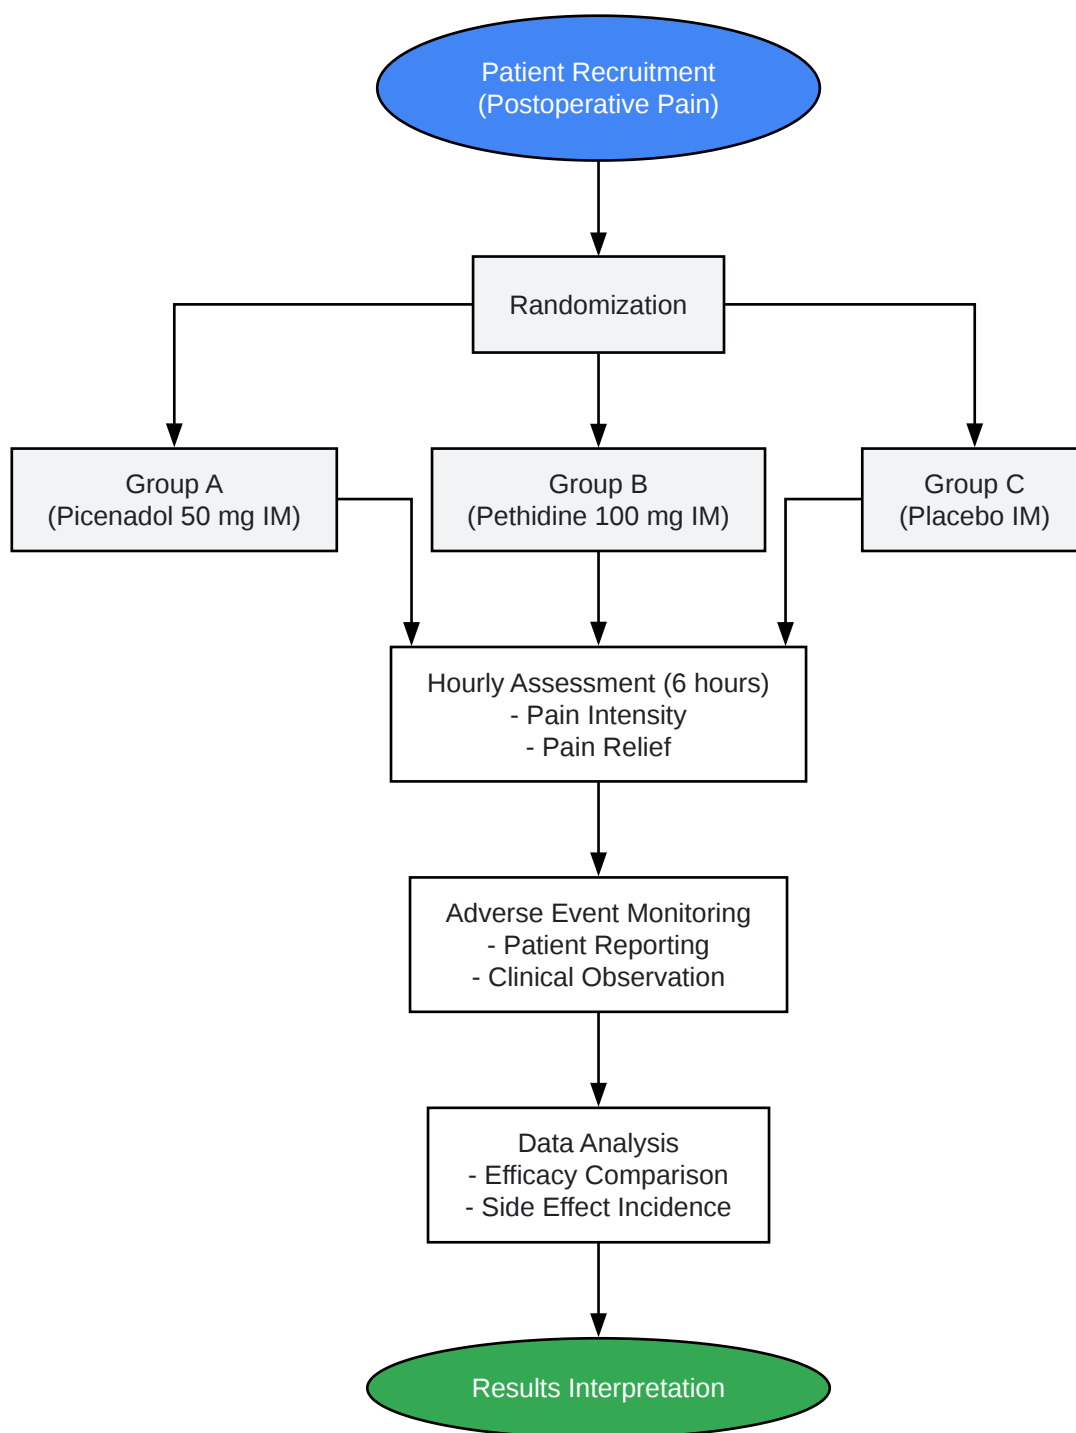 Patient Recruitment
(Postoperative Pain)
Randomization
Group A
(Picenadol 50 mg IM)
Group B
(Pethidine 100 mg IM)
Group C
(Placebo IM)
Hourly Assessment (6 hours)
- Pain Intensity
- Pain Relief
Adverse Event Monitoring
- Patient Reporting
- Clinical Observation
Data Analysis
- Efficacy Comparison
- Side Effect Incidence
Results Interpretation